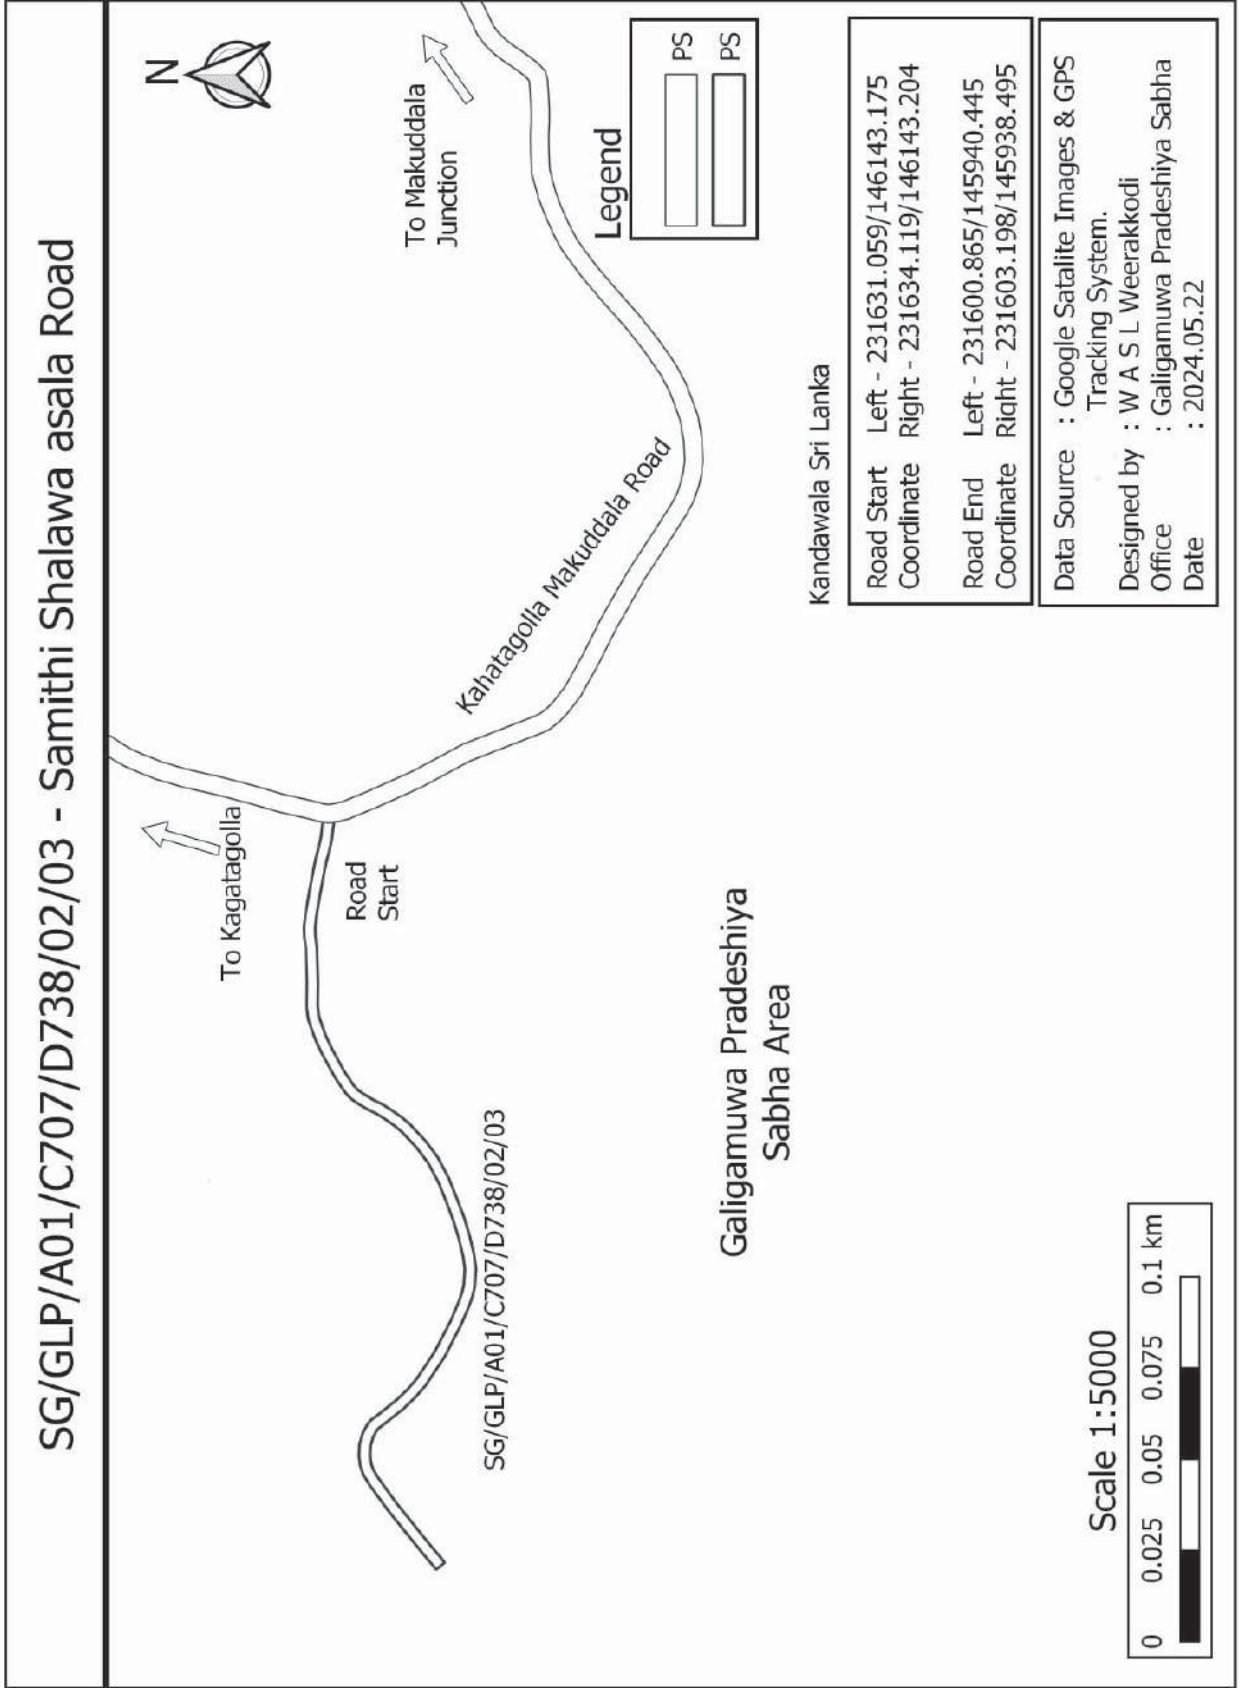 SG/GLP/A01/C707/D738/02/03 - Samithi Shalawa asala Road
N
To Kagatagolla
To Makuddala
Junction
Road
Start
Kahatagolla Makuddala Road
SG/GLP/A01/C707/D738/02/03
Galigamuwa Pradeshiya
Sabha Area
Legend
PS
PS
Kandawala Sri Lanka
Road Start Left - 231631.059/146143.175
Coordinate Right - 231634.119/146143.204
Road End Left - 231600.865/145940.445
Coordinate Right - 231603.198/145938.495
Data Source : Google Satalite Images & GPS
Tracking System.
Designed by : W A S L Weerakkodi
Office : Galigamuwa Pradeshiya Sabha
Date : 2024.05.22
Scale 1:5000
0 0.025 0.05 0.075 0.1 km